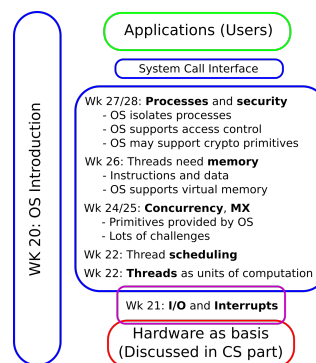 WK 20: OS Introduction
Applications (Users)
System Call Interface
Wk 27/28: Processes and security
- OS isolates processes
- OS supports access control
- OS may support crypto primitives
Wk 26: Threads need memory
- Instructions and data
- OS supports virtual memory
Wk 24/25: Concurrency, MX
- Primitives provided by OS
- Lots of challenges
Wk 22: Thread scheduling
Wk 22: Threads as units of computation
Wk 21: I/O and Interrupts
Hardware as basis
(Discussed in CS part)